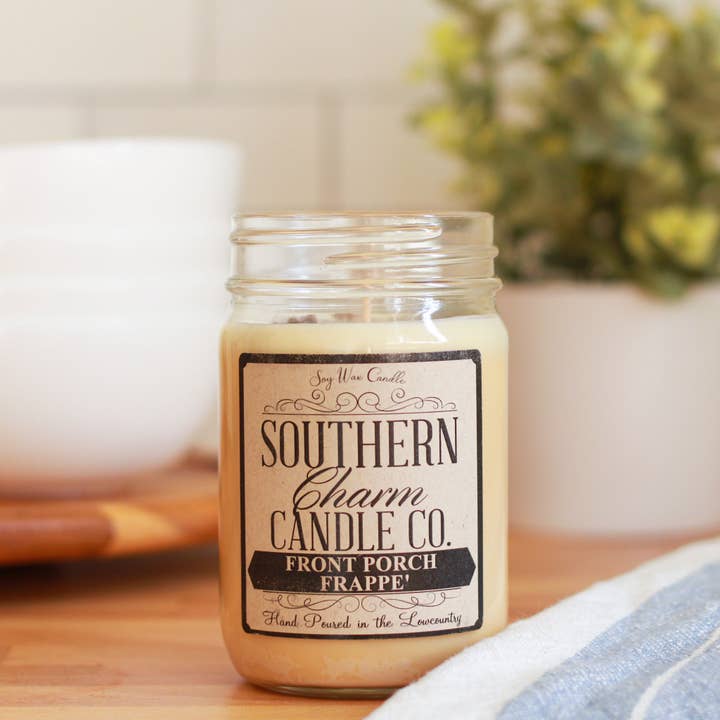 Soy Wax Candle
SOUTHERN
Charm
CANDLE CO.
FRONT PORCH
FRAPPE'
Hand Poured in the Lowcountry